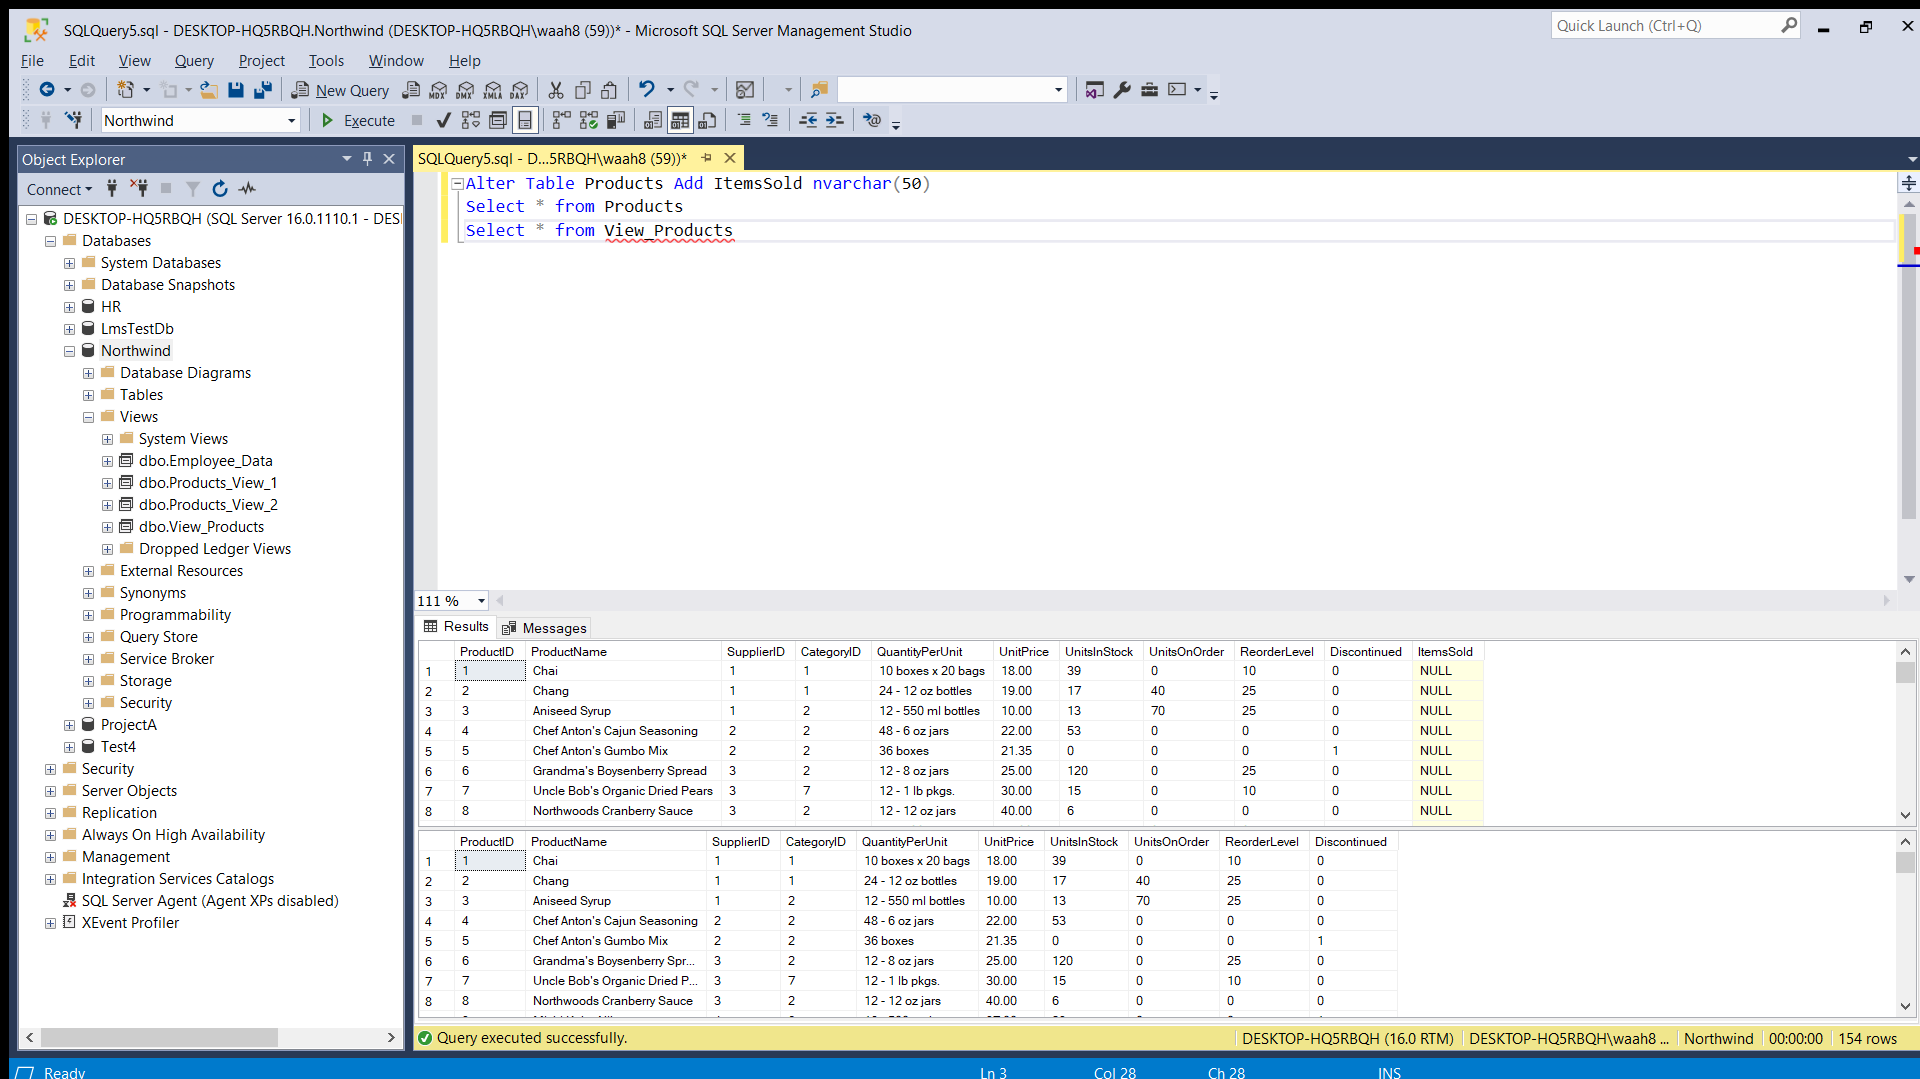 SQLQuery5.sql - DESKTOP-HQ5RBQH.Northwind (DESKTOP-HQ5RBQH\waah8 (59))* - Microsoft SQL Server Management Studio
Quick Launch (Ctrl+Q)
File Edit View Query Project Tools Window Help
New Query MDX DMX XMLA DAX
Northwind Execute
Object Explorer
Connect
DESKTOP-HQ5RBQH (SQL Server 16.0.1110.1 - DES
Databases
System Databases
Database Snapshots
HR
LmsTestDb
Northwind
Database Diagrams
Tables
Views
System Views
dbo.Employee_Data
dbo.Products_View_1
dbo.Products_View_2
dbo.View_Products
Dropped Ledger Views
External Resources
Synonyms
Programmability
Query Store
Service Broker
Storage
Security
ProjectA
Test4
Security
Server Objects
Replication
Always On High Availability
Management
Integration Services Catalogs
SQL Server Agent (Agent XPs disabled)
XEvent Profiler
SQLQuery5.sql - D...5RBQH\waah8 (59))*
Alter Table Products Add ItemsSold nvarchar(50)
Select * from Products
Select * from View_Products
111 %
Results Messages
ProductID ProductName SupplierID CategoryID QuantityPerUnit UnitPrice UnitsInStock UnitsOnOrder ReorderLevel Discontinued ItemsSold
1 1 Chai 1 1 10 boxes x 20 bags 18.00 39 0 10 0 NULL
2 2 Chang 1 1 24 - 12 oz bottles 19.00 17 40 25 0 NULL
3 3 Aniseed Syrup 1 2 12 - 550 ml bottles 10.00 13 70 25 0 NULL
4 4 Chef Anton's Cajun Seasoning 2 2 48 - 6 oz jars 22.00 53 0 0 0 NULL
5 5 Chef Anton's Gumbo Mix 2 2 36 boxes 21.35 0 0 0 1 NULL
6 6 Grandma's Boysenberry Spread 3 2 12 - 8 oz jars 25.00 120 0 25 0 NULL
7 7 Uncle Bob's Organic Dried Pears 3 7 12 - 1 lb pkgs. 30.00 15 0 10 0 NULL
8 8 Northwoods Cranberry Sauce 3 2 12 - 12 oz jars 40.00 6 0 0 0 NULL
ProductID ProductName SupplierID CategoryID QuantityPerUnit UnitPrice UnitsInStock UnitsOnOrder ReorderLevel Discontinued
1 1 Chai 1 1 10 boxes x 20 bags 18.00 39 0 10 0
2 2 Chang 1 1 24 - 12 oz bottles 19.00 17 40 25 0
3 3 Aniseed Syrup 1 2 12 - 550 ml bottles 10.00 13 70 25 0
4 4 Chef Anton's Cajun Seasoning 2 2 48 - 6 oz jars 22.00 53 0 0 0
5 5 Chef Anton's Gumbo Mix 2 2 36 boxes 21.35 0 0 0 1
6 6 Grandma's Boysenberry Spr... 3 2 12 - 8 oz jars 25.00 120 0 25 0
7 7 Uncle Bob's Organic Dried P... 3 7 12 - 1 lb pkgs. 30.00 15 0 10 0
8 8 Northwoods Cranberry Sauce 3 2 12 - 12 oz jars 40.00 6 0 0 0
Query executed successfully. DESKTOP-HQ5RBQH (16.0 RTM) DESKTOP-HQ5RBQH\waah8 ... Northwind 00:00:00 154 rows
Ready Ln 3 Col 28 Ch 28 INS